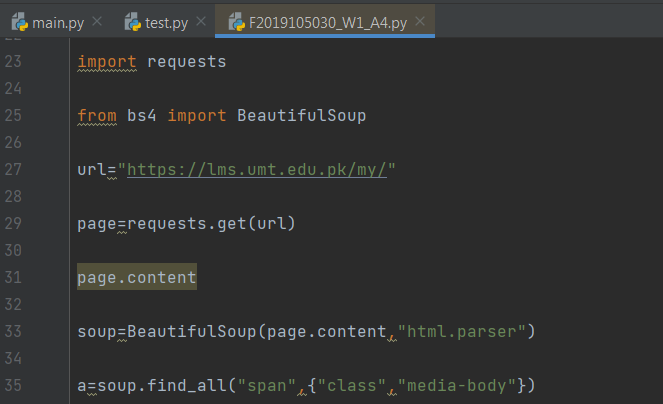 main.py test.py F2019105030_W1_A4.py
23 import requests
24
25 from bs4 import BeautifulSoup
26
27 url="https://lms.umt.edu.pk/my/"
28
29 page=requests.get(url)
30
31 page.content
32
33 soup=BeautifulSoup(page.content,"html.parser")
34
35 a=soup.find_all("span",{"class","media-body"})